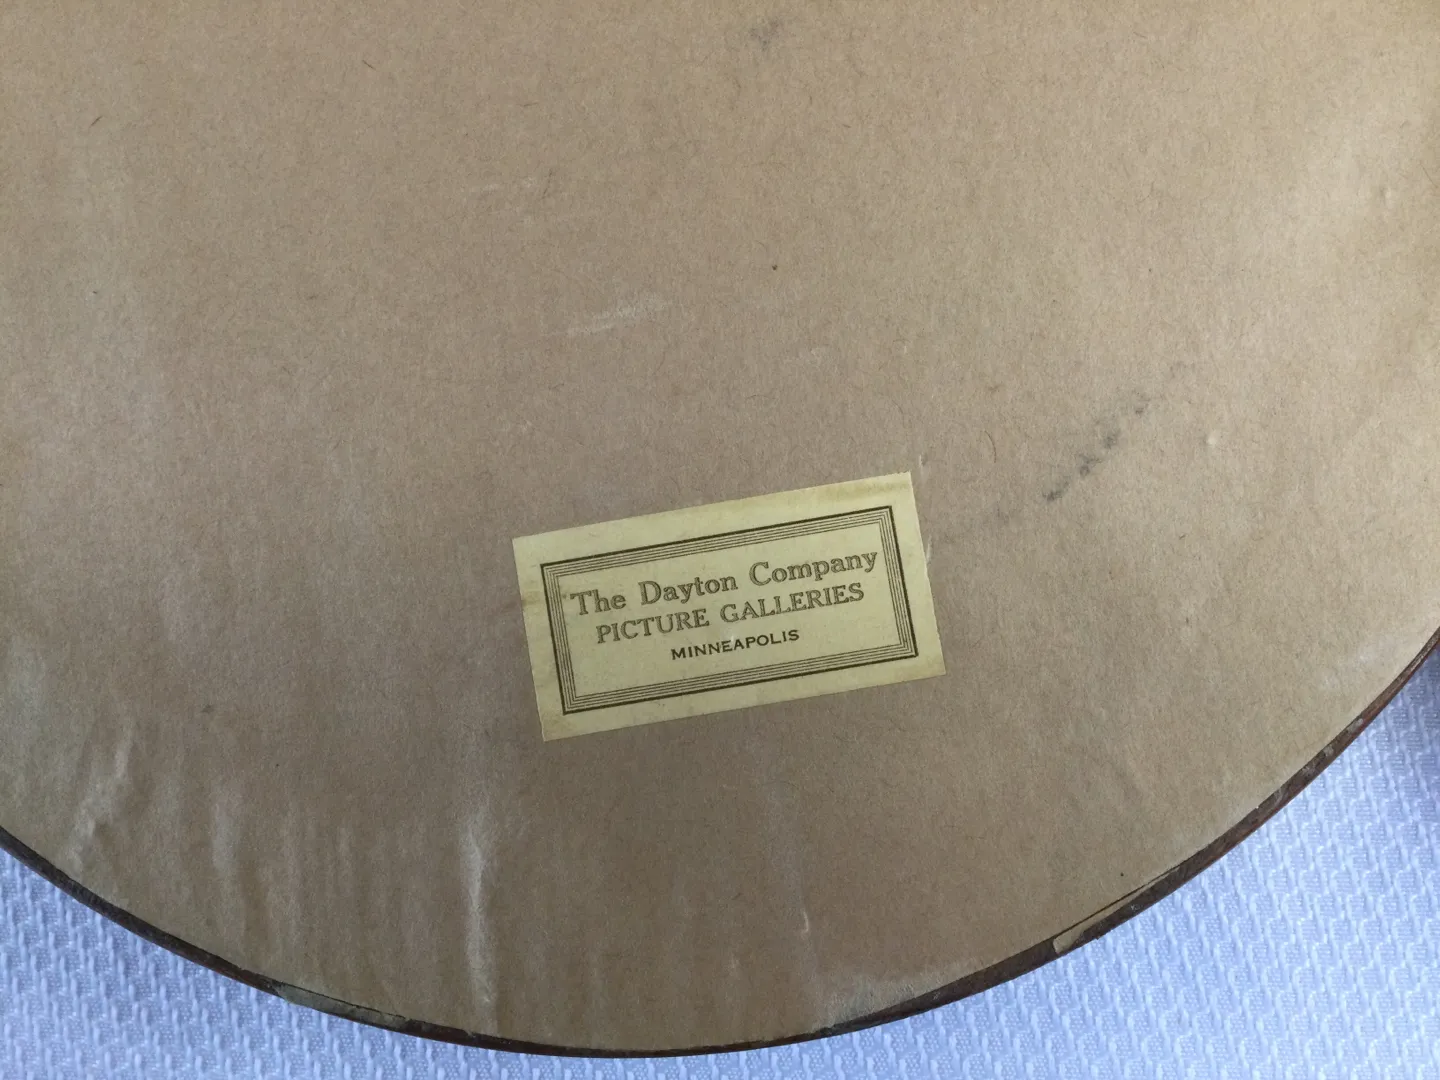 The Dayton Company
PICTURE GALLERIES
MINNEAPOLIS